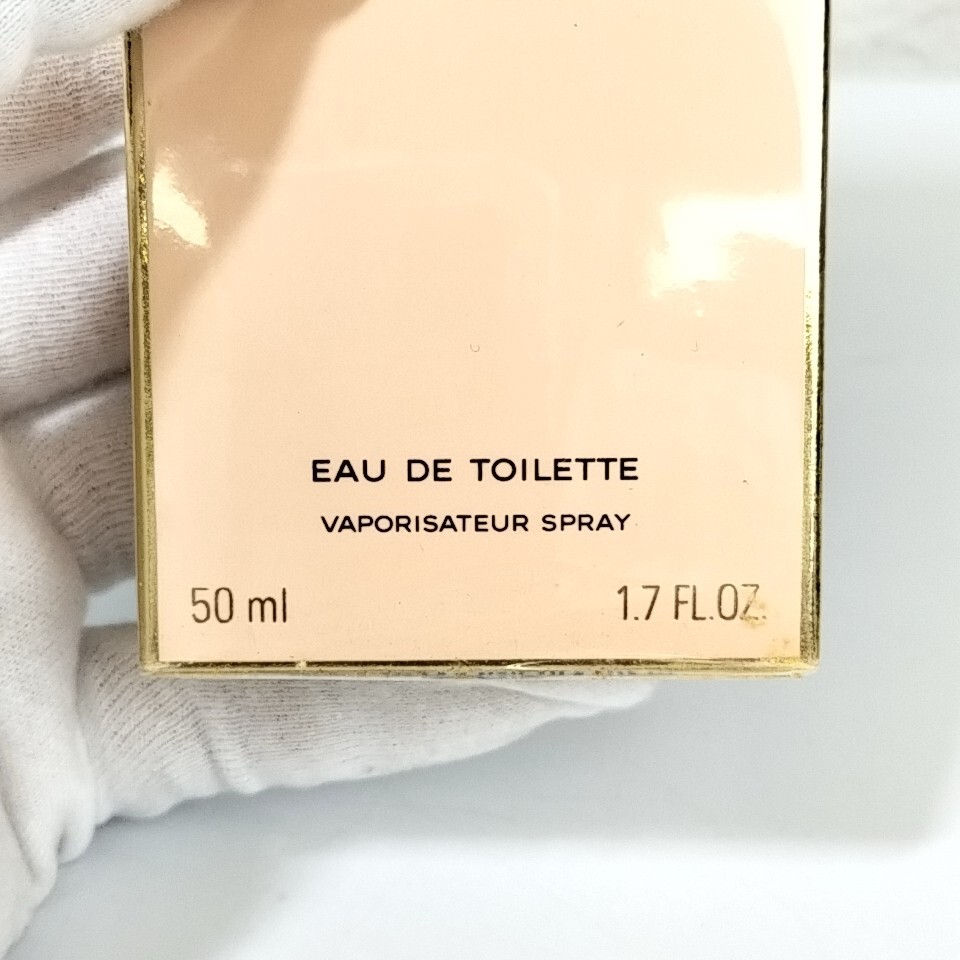 EAU DE TOILETTE
VAPORISATEUR SPRAY
50 ml
1.7 FL.OZ.